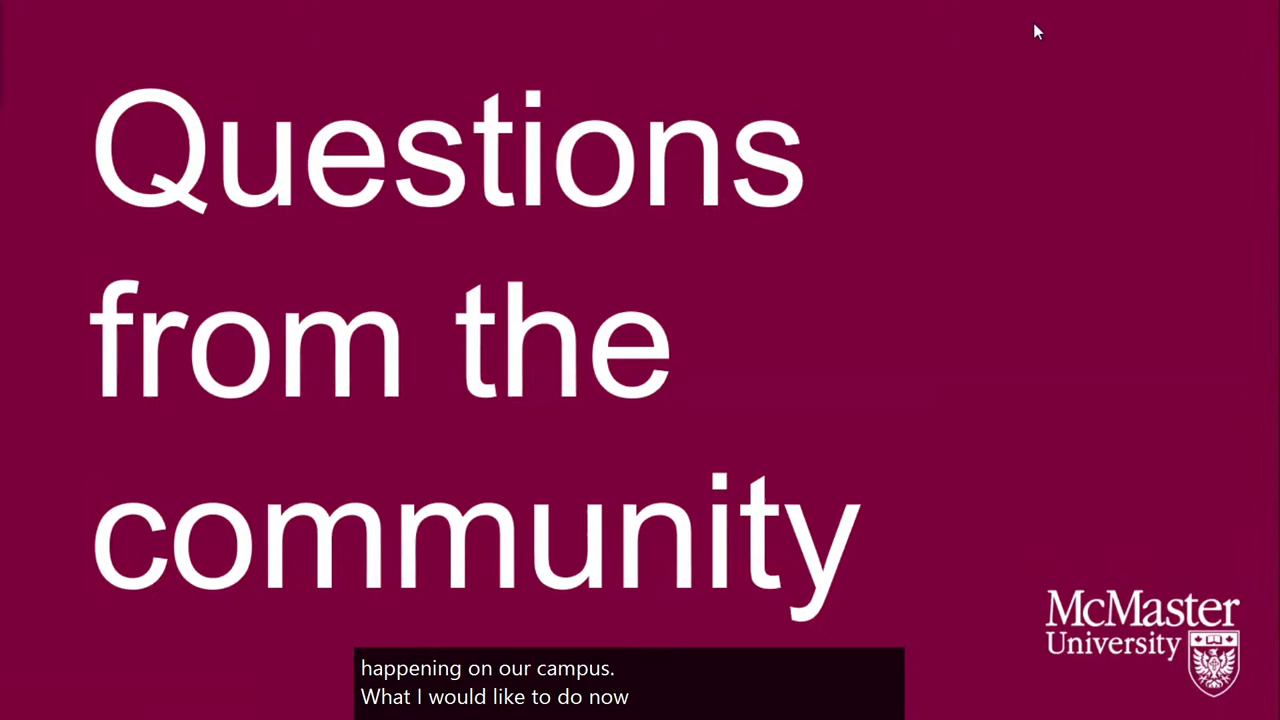 Questions
from the
community
McMaster
University
happening on our campus.
What I would like to do now